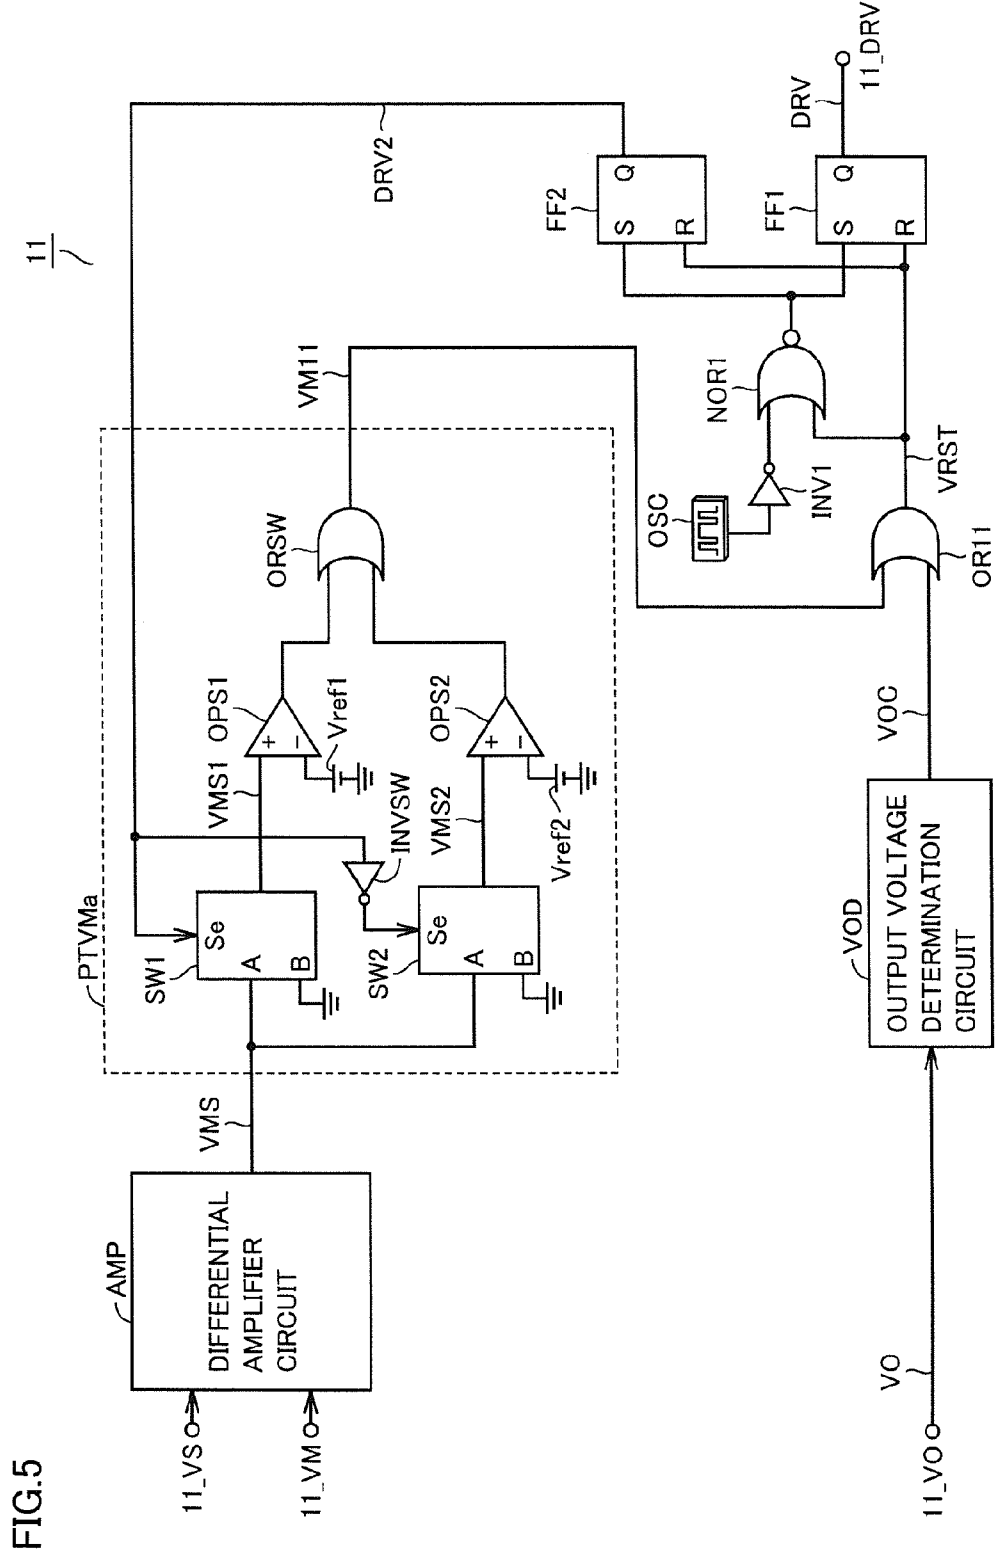 FIG.5
11
11_VS
11_VM
AMP
DIFFERENTIAL
AMPLIFIER
CIRCUIT
VMS
PTVMa
SW1
Se
A
B
VMS1
OPS1
+
−
Vref1
INVSW
SW2
Se
A
B
VMS2
OPS2
+
−
Vref2
ORSW
VM11
DRV2
FF2
S
R
Q
FF1
S
R
Q
DRV
11_DRV
NOR1
OSC
INV1
VRST
OR11
VOC
VOD
OUTPUT VOLTAGE
DETERMINATION
CIRCUIT
VO
11_VO